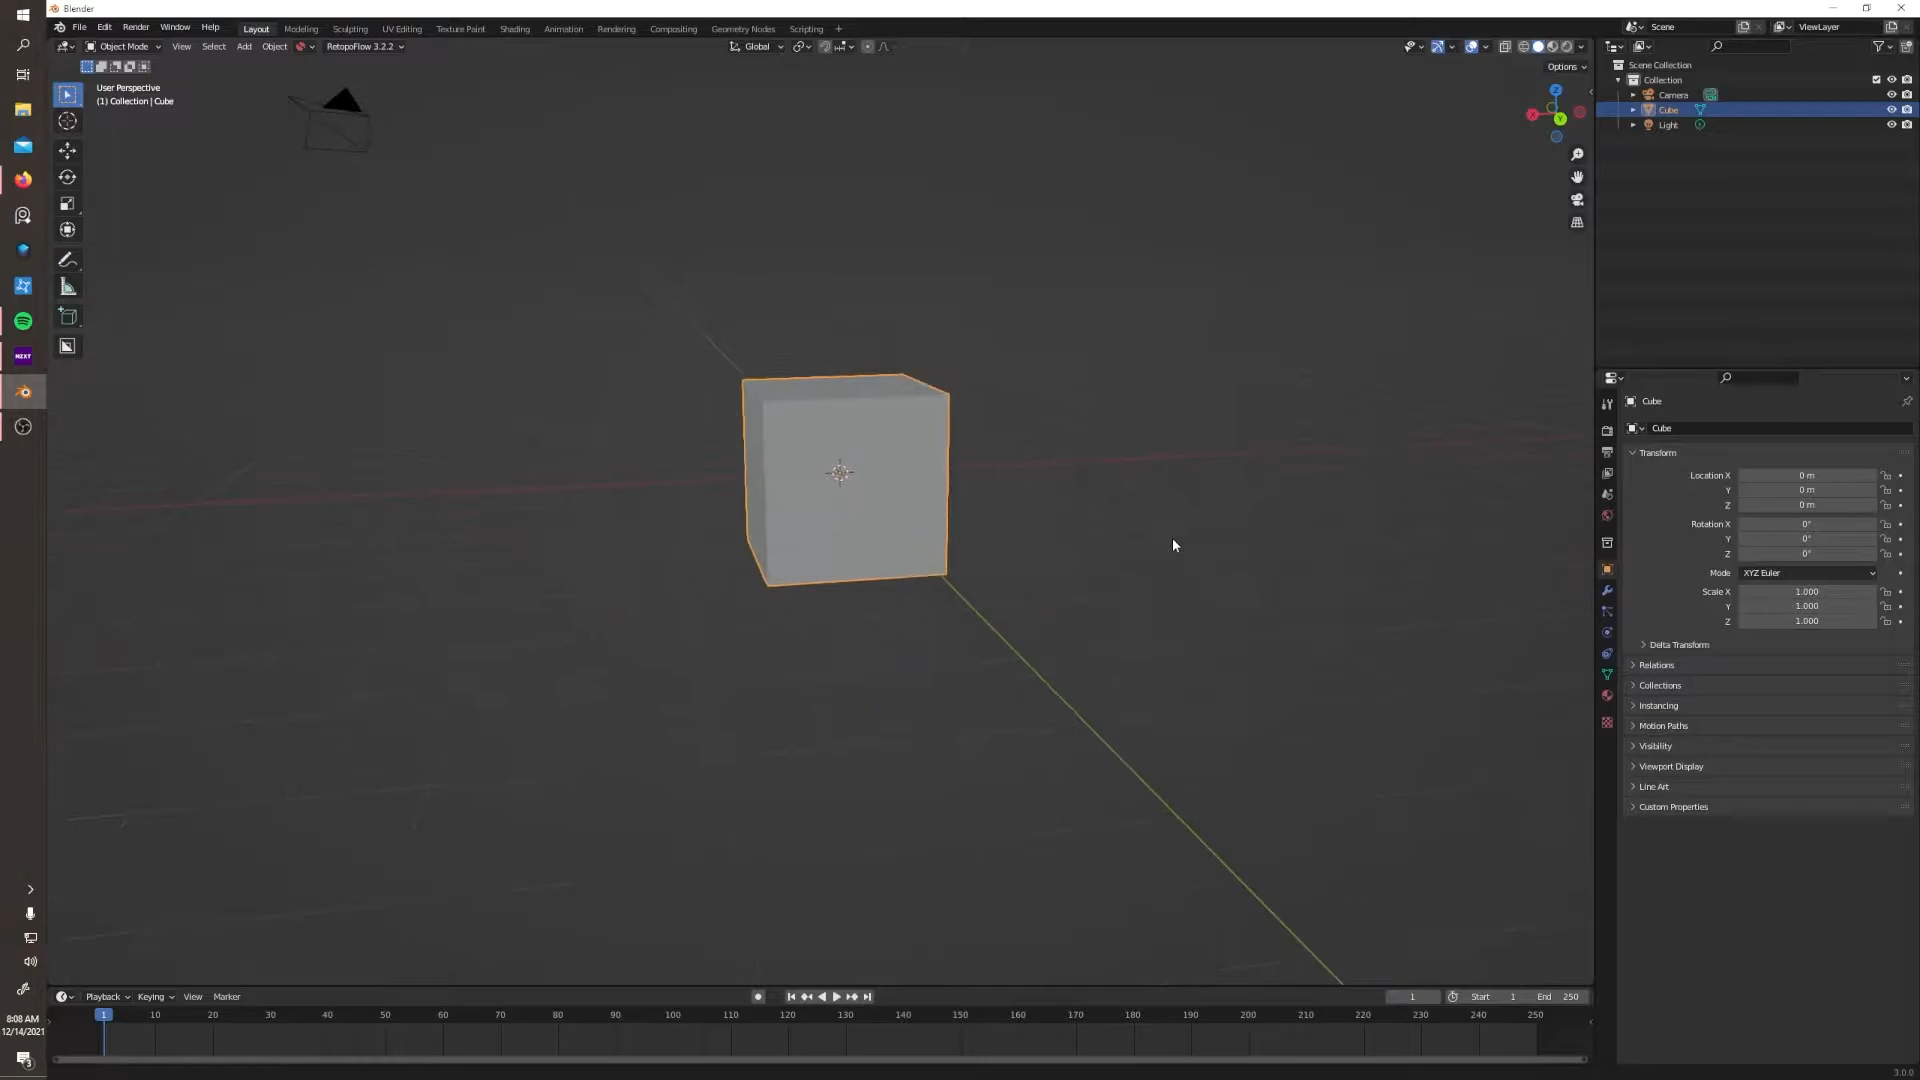 Blender
File Edit Render Window Help Layout Modeling Sculpting UV Editing Texture Paint Shading Animation Rendering Compositing Geometry Nodes Scripting + Scene ViewLayer
Object Mode View Select Add Object RetopoFlow 3.2.2 Global
Options
User Perspective
(1) Collection | Cube
X
Y
Z
Scene Collection
Collection
Camera
Cube
Light
NZXT
Cube
Cube
Transform
Location X 0 m
Y 0 m
Z 0 m
Rotation X 0°
Y 0°
Z 0°
Mode XYZ Euler
Scale X 1.000
Y 1.000
Z 1.000
Delta Transform
Relations
Collections
Instancing
Motion Paths
Visibility
Viewport Display
Line Art
Custom Properties
Playback Keying View Marker 1 Start 1 End 250
1 10 20 30 40 50 60 70 80 90 100 110 120 130 140 150 160 170 180 190 200 210 220 230 240 250
8:08 AM
12/14/2021
3
3.0.0